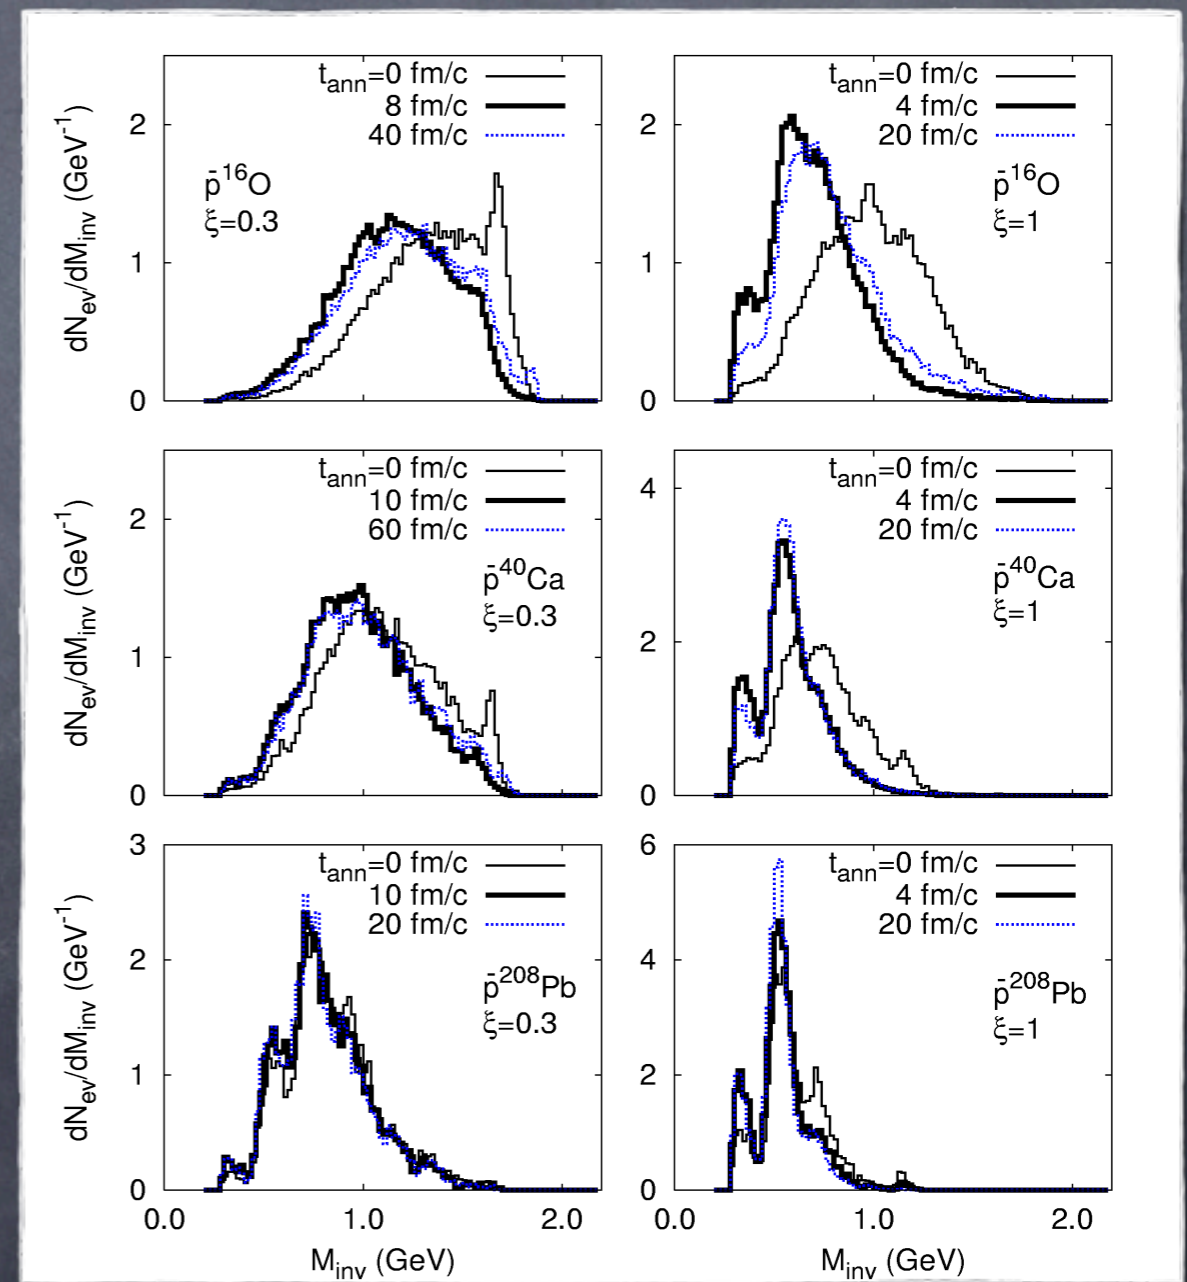 t_ann=0 fm/c
8 fm/c
40 fm/c
p̄¹⁶O
ξ=0.3
dN_ev/dM_inv (GeV⁻¹)
2
1
0
t_ann=0 fm/c
4 fm/c
20 fm/c
p̄¹⁶O
ξ=1
2
1
0
t_ann=0 fm/c
10 fm/c
60 fm/c
p̄⁴⁰Ca
ξ=0.3
dN_ev/dM_inv (GeV⁻¹)
2
1
0
t_ann=0 fm/c
4 fm/c
20 fm/c
p̄⁴⁰Ca
ξ=1
4
2
0
t_ann=0 fm/c
10 fm/c
20 fm/c
p̄²⁰⁸Pb
ξ=0.3
dN_ev/dM_inv (GeV⁻¹)
3
2
1
0
0.0 1.0 2.0
M_inv (GeV)
t_ann=0 fm/c
4 fm/c
20 fm/c
p̄²⁰⁸Pb
ξ=1
6
4
2
0
0.0 1.0 2.0
M_inv (GeV)